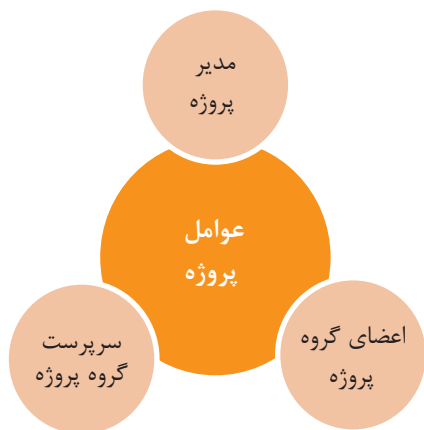 مدیر
پروژه
عوامل
پروژه
اعضای گروه
پروژه
سرپرست
گروه پروژه